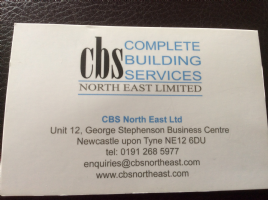 cbs COMPLETE
BUILDING
SERVICES
NORTH EAST LIMITED
CBS North East Ltd
Unit 12, George Stephenson Business Centre
Newcastle upon Tyne NE12 6DU
tel: 0191 268 5977
enquiries@cbsnortheast.com
www.cbsnortheast.com